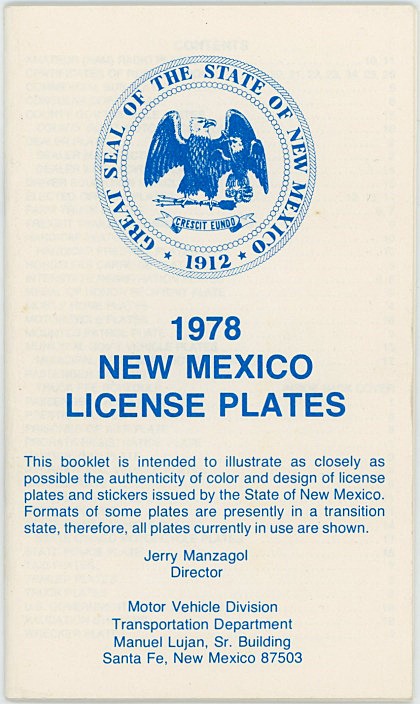 GREAT SEAL OF THE STATE OF NEW MEXICO
CRESCIT EUNDO
★ 1912 ★
1978
NEW MEXICO
LICENSE PLATES
This booklet is intended to illustrate as closely as
possible the authenticity of color and design of license
plates and stickers issued by the State of New Mexico.
Formats of some plates are presently in a transition
state, therefore, all plates currently in use are shown.
Jerry Manzagol
Director
Motor Vehicle Division
Transportation Department
Manuel Lujan, Sr. Building
Santa Fe, New Mexico 87503